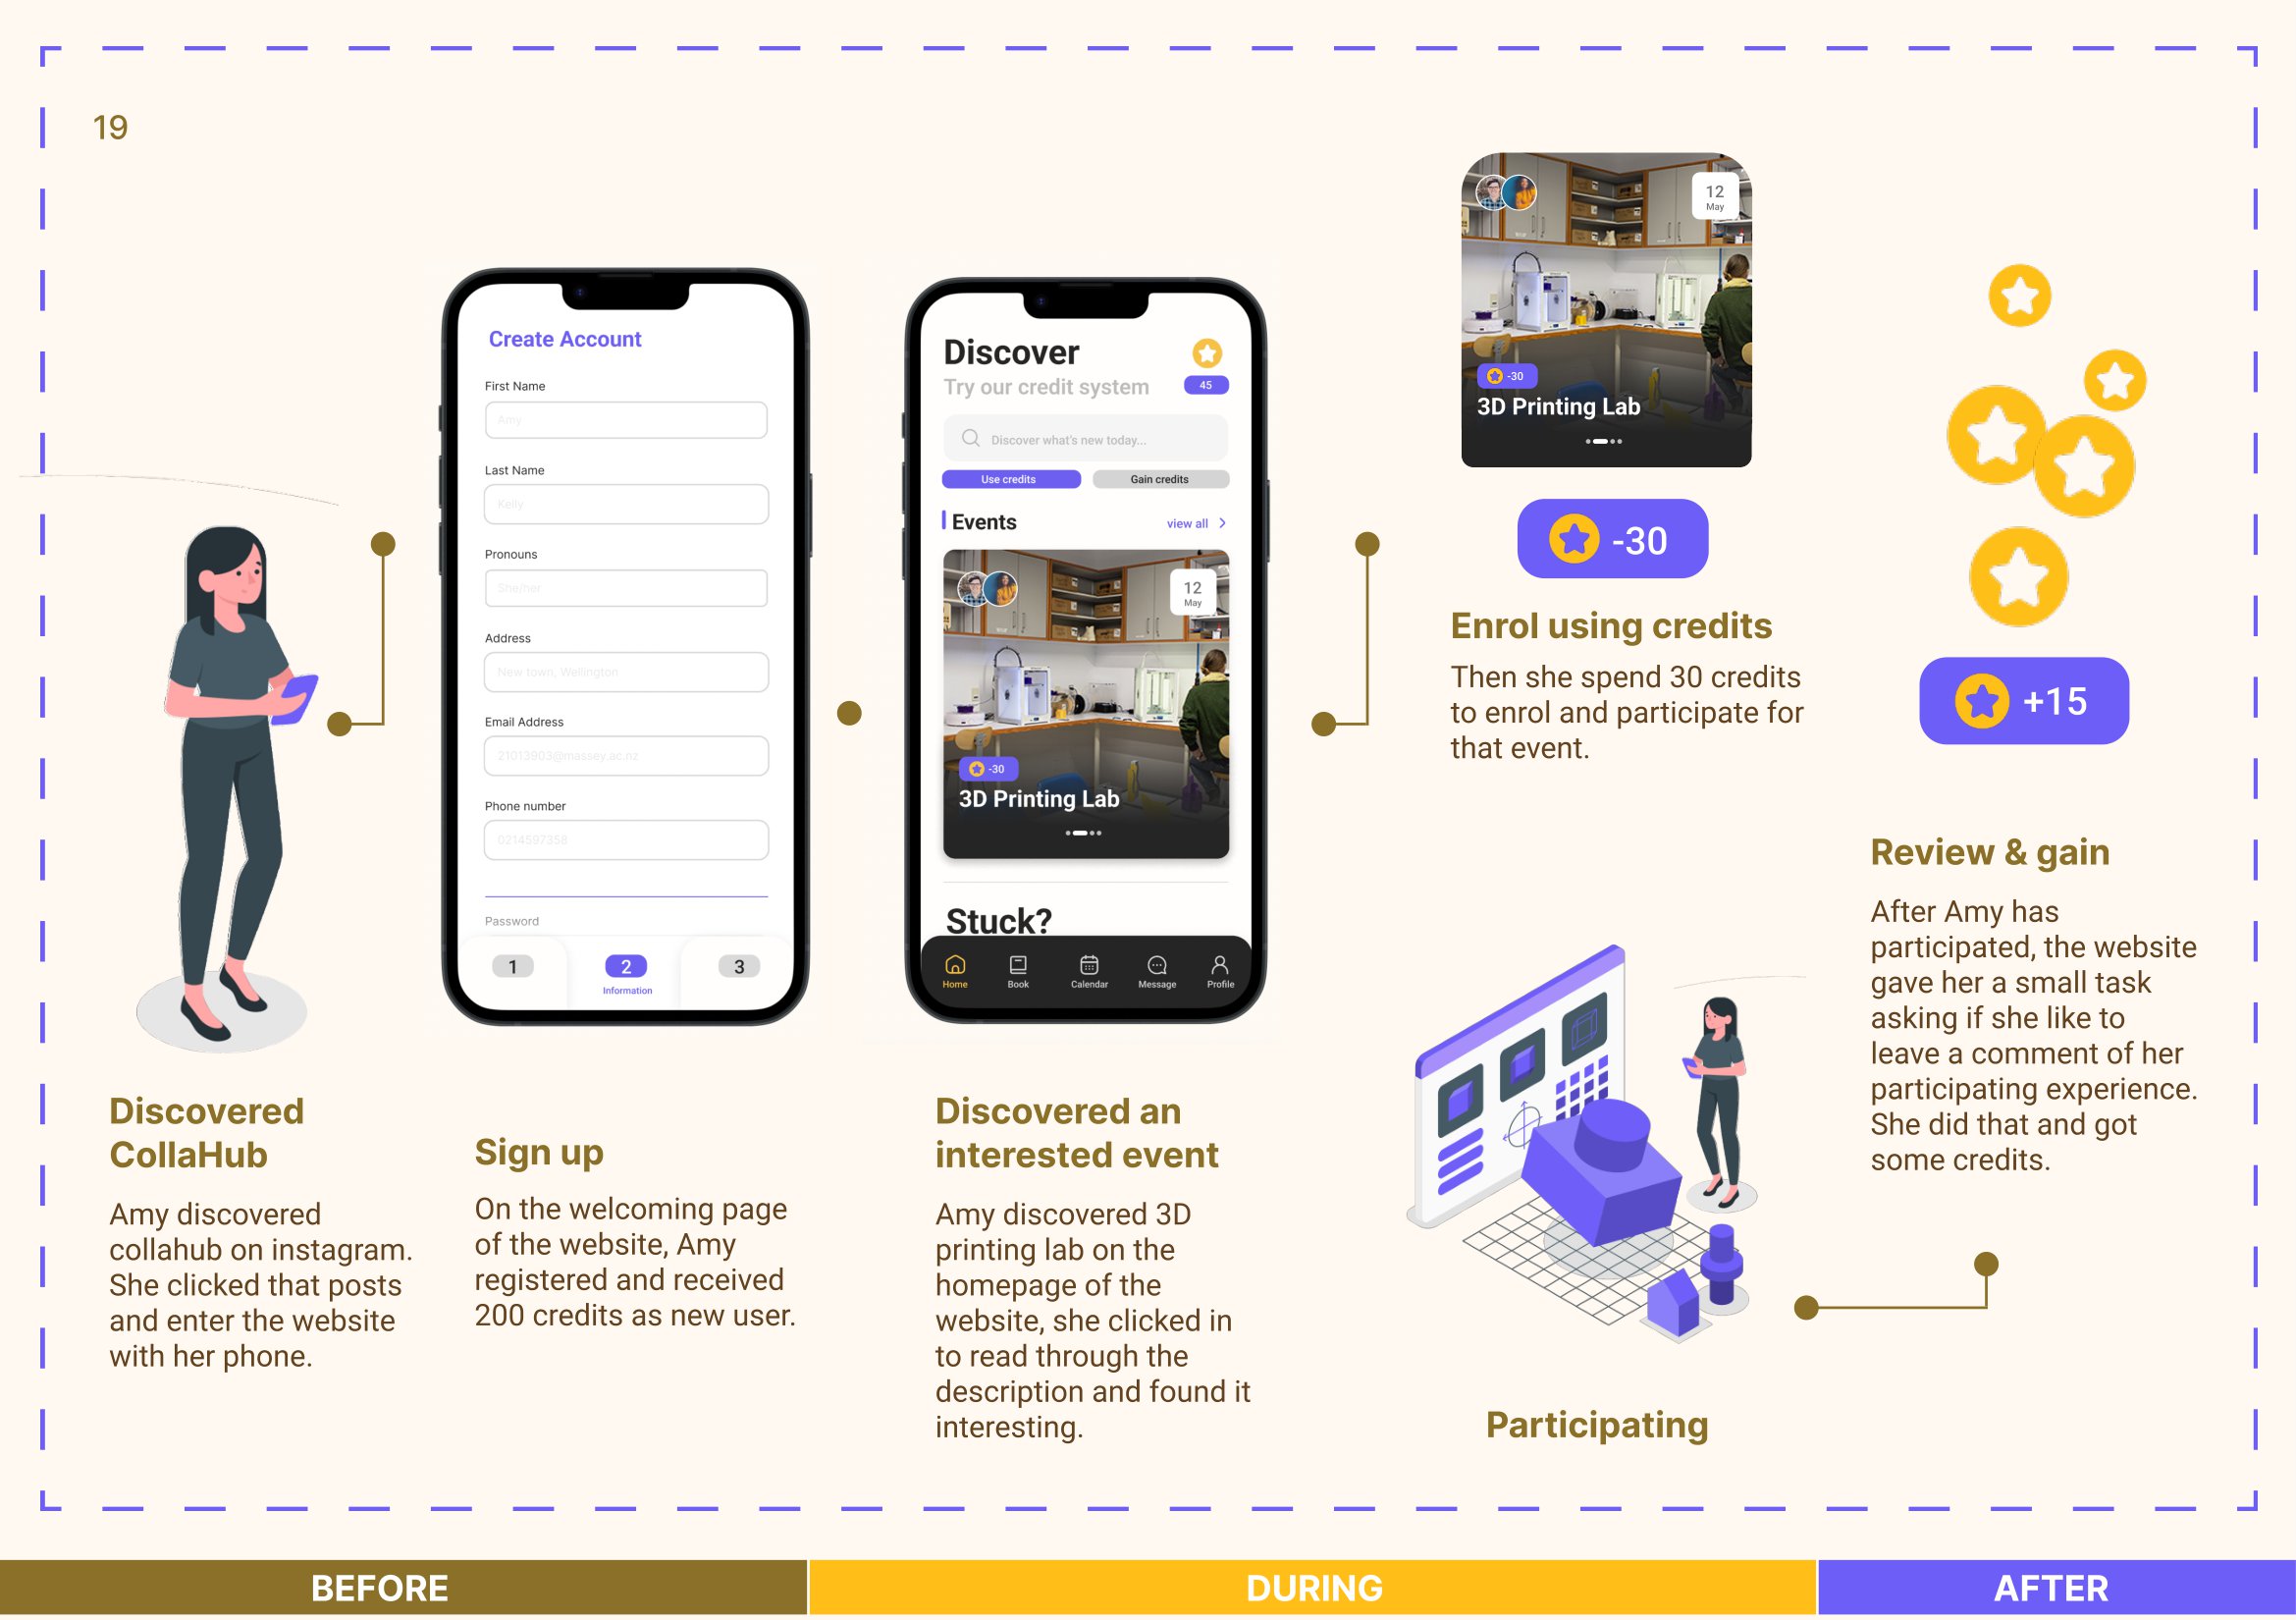 19
Create Account
First Name
Amy
Last Name
Kelly
Pronouns
She/her
Address
New town, Wellington
Email Address
21013903@massey.ac.nz
Phone number
0214597358
Password
1
2
3
Information
Discover
Try our credit system
45
Discover what's new today...
Use credits
Gain credits
Events
view all
12
May
-30
3D Printing Lab
Stuck?
Home
Book
Calendar
Message
Profile
12
May
-30
3D Printing Lab
-30
Enrol using credits
Then she spend 30 credits
to enrol and participate for
that event.
+15
Discovered
CollaHub
Amy discovered
collahub on instagram.
She clicked that posts
and enter the website
with her phone.
Sign up
On the welcoming page
of the website, Amy
registered and received
200 credits as new user.
Discovered an
interested event
Amy discovered 3D
printing lab on the
homepage of the
website, she clicked in
to read through the
description and found it
interesting.
Participating
Review & gain
After Amy has
participated, the website
gave her a small task
asking if she like to
leave a comment of her
participating experience.
She did that and got
some credits.
BEFORE
DURING
AFTER